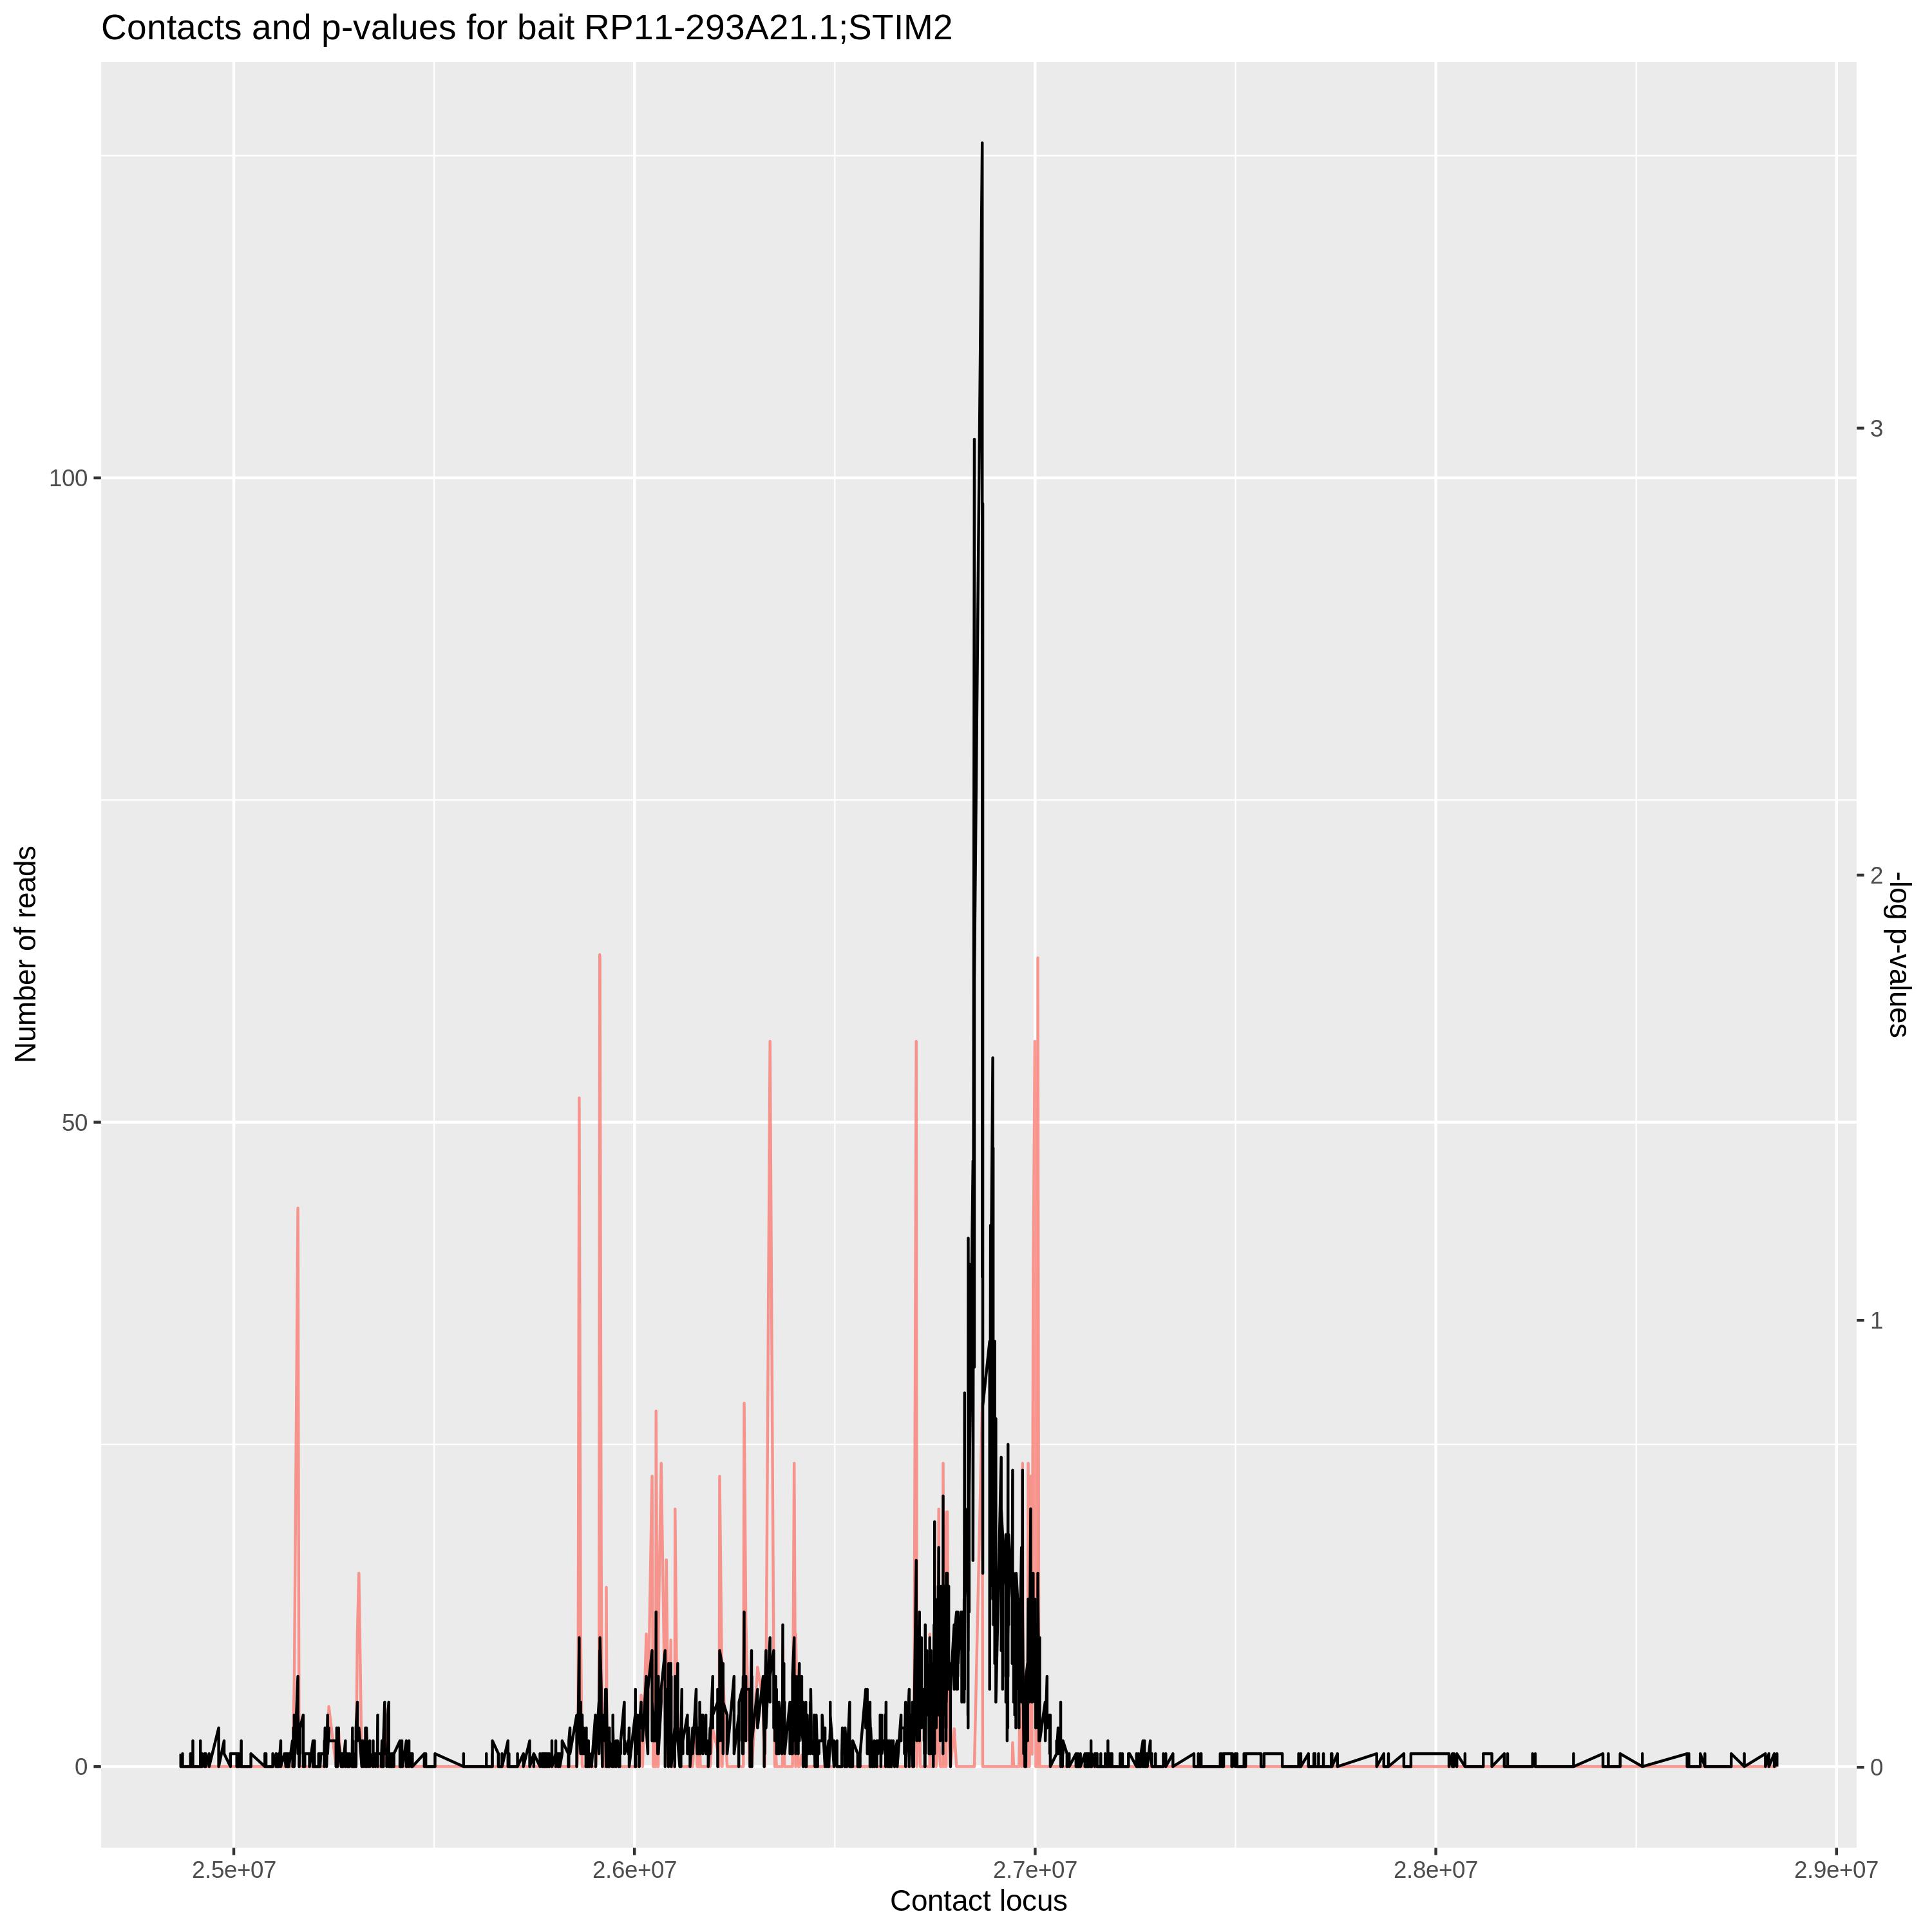 Contacts and p-values for bait RP11-293A21.1;STIM2
Number of reads
100
50
0
3
2
1
0
-log p-values
2.5e+07 2.6e+07 2.7e+07 2.8e+07 2.9e+07
Contact locus